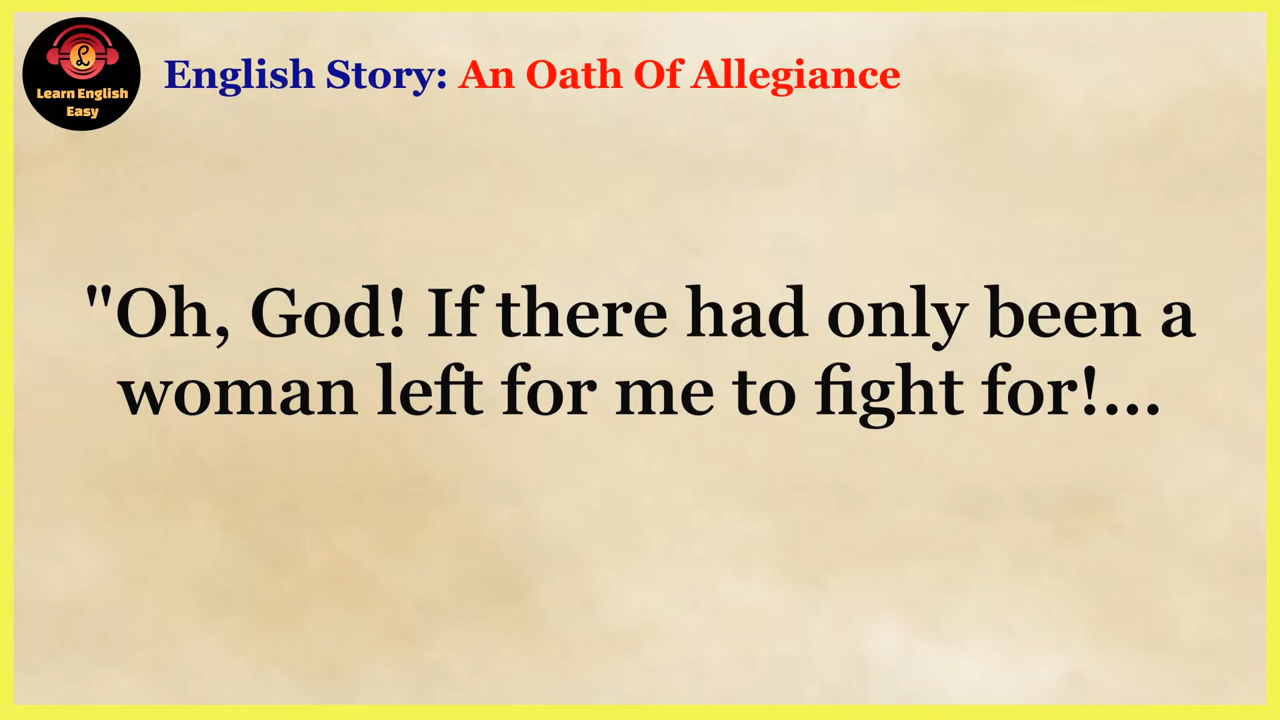 English Story: An Oath Of Allegiance
Learn English
Easy
"Oh, God! If there had only been a
woman left for me to fight for!...